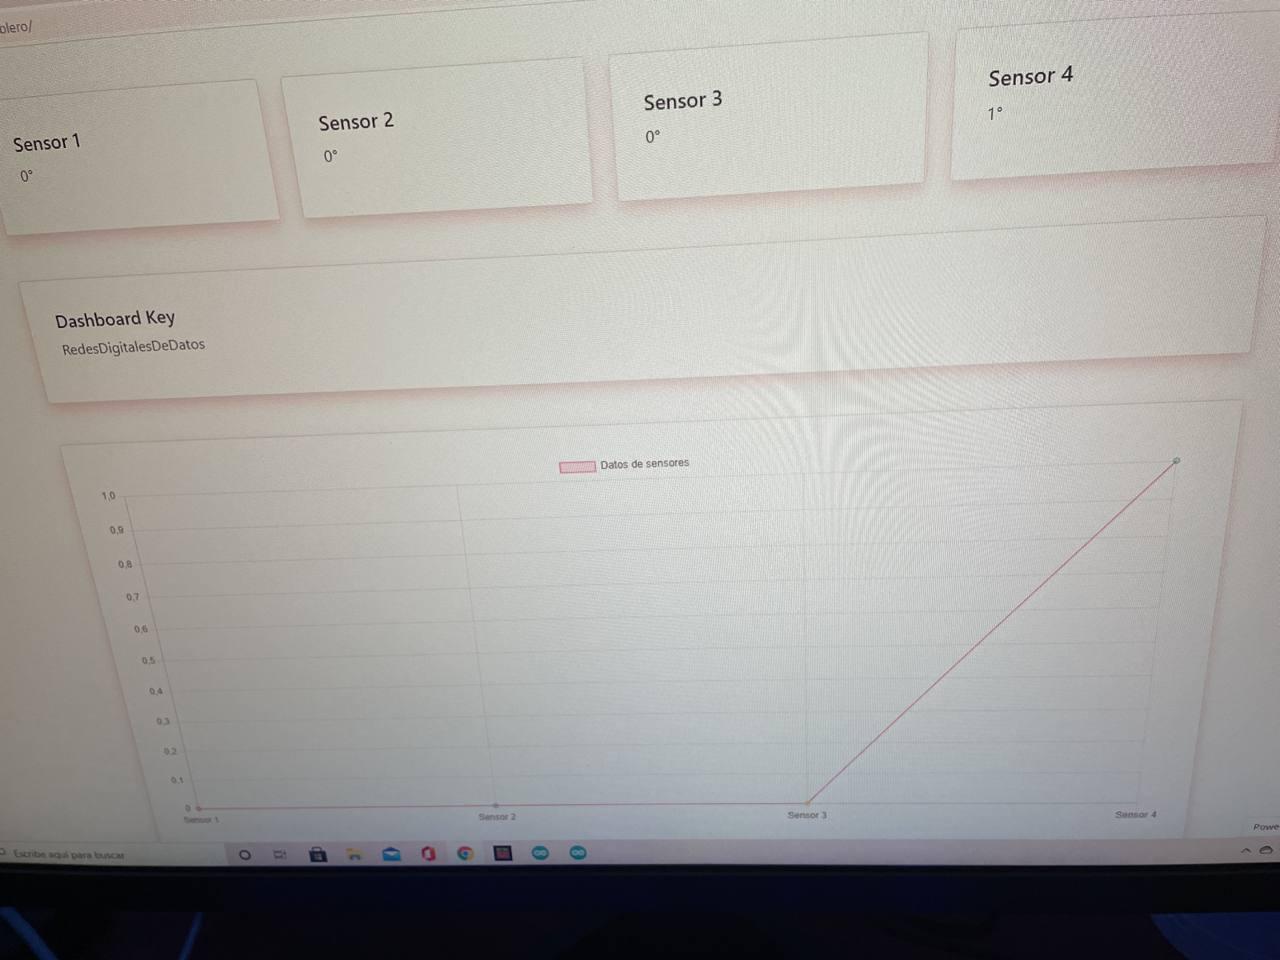 olero/
Sensor 1
0°
Sensor 2
0°
Sensor 3
0°
Sensor 4
1°
Dashboard Key
RedesDigitalesDeDatos
Datos de sensores
1,0
0,9
0,8
0,7
0,6
0,5
0,4
0,3
0,2
0,1
0
Sensor 1
Sensor 2
Sensor 3
Sensor 4
Powe
Escribe aquí para buscar